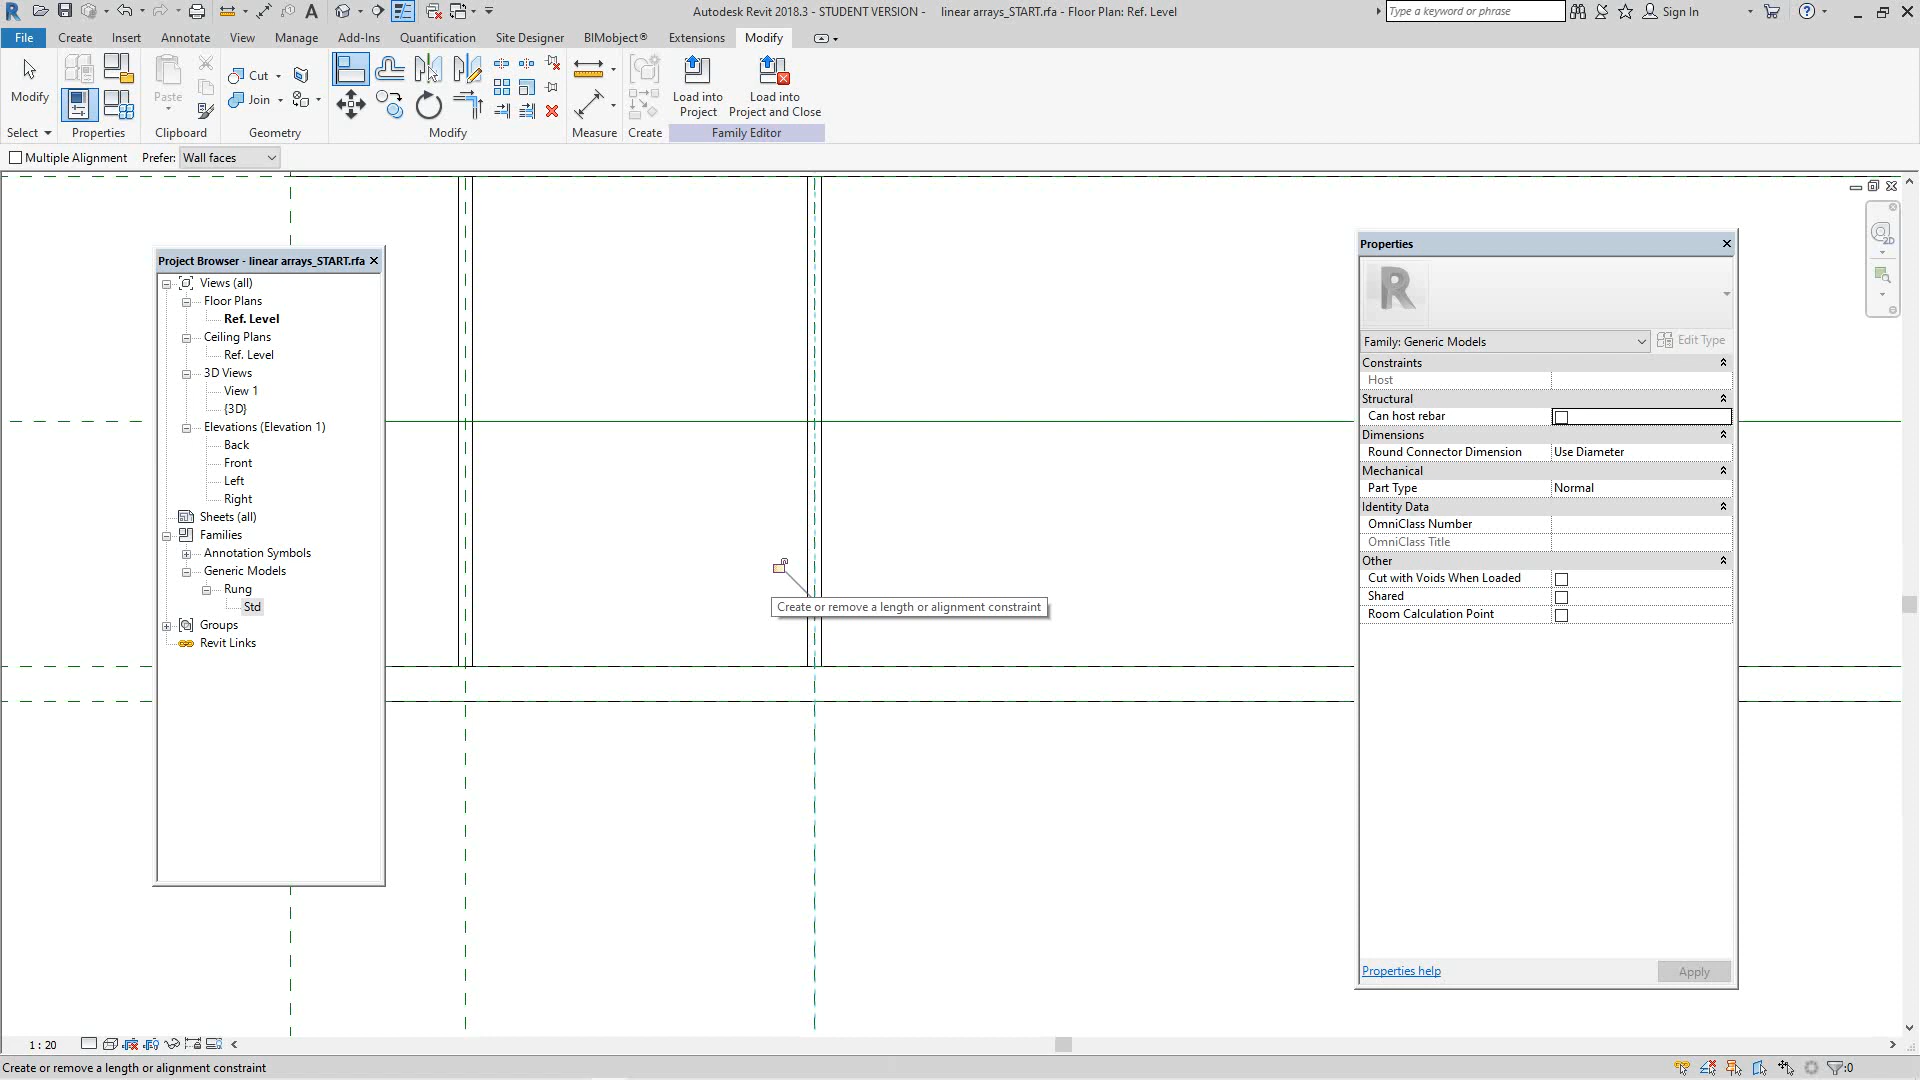 Autodesk Revit 2018.3 - STUDENT VERSION - linear arrays_START.rfa - Floor Plan: Ref. Level
Type a keyword or phrase
Sign In
File Create Insert Annotate View Manage Add-Ins Quantification Site Designer BIMobject® Extensions Modify
Modify
Paste
Cut
Join
Load into Project
Load into Project and Close
Select Properties Clipboard Geometry Modify Measure Create Family Editor
Multiple Alignment Prefer: Wall faces
2D
Project Browser - linear arrays_START.rfa
Views (all)
Floor Plans
Ref. Level
Ceiling Plans
Ref. Level
3D Views
View 1
{3D}
Elevations (Elevation 1)
Back
Front
Left
Right
Sheets (all)
Families
Annotation Symbols
Generic Models
Rung
Std
Groups
Revit Links
Create or remove a length or alignment constraint
Properties
R
Family: Generic Models Edit Type
Constraints
Host
Structural
Can host rebar
Dimensions
Round Connector Dimension Use Diameter
Mechanical
Part Type Normal
Identity Data
OmniClass Number
OmniClass Title
Other
Cut with Voids When Loaded
Shared
Room Calculation Point
Properties help Apply
1 : 20
Create or remove a length or alignment constraint
:0